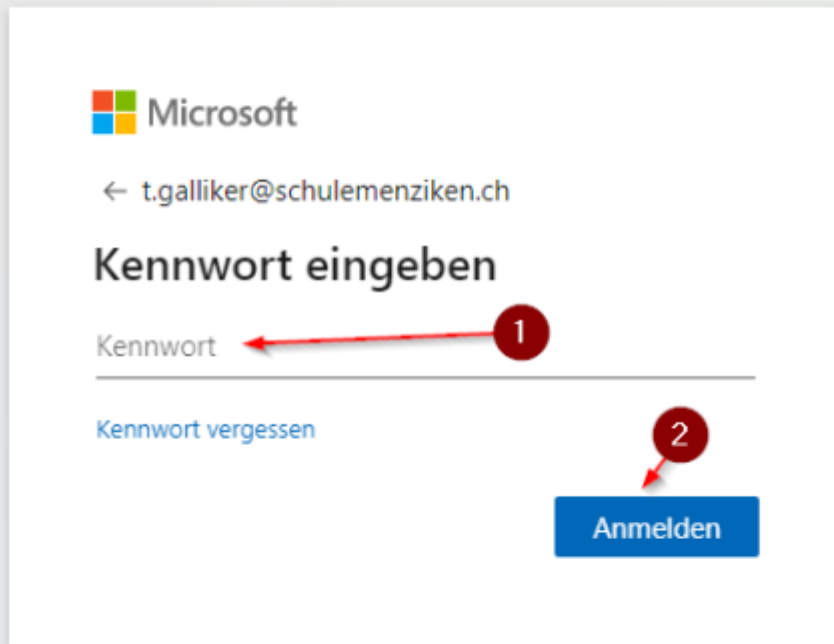 Microsoft
← t.galliker@schulemenziken.ch
Kennwort eingeben
Kennwort
1
Kennwort vergessen
2
Anmelden